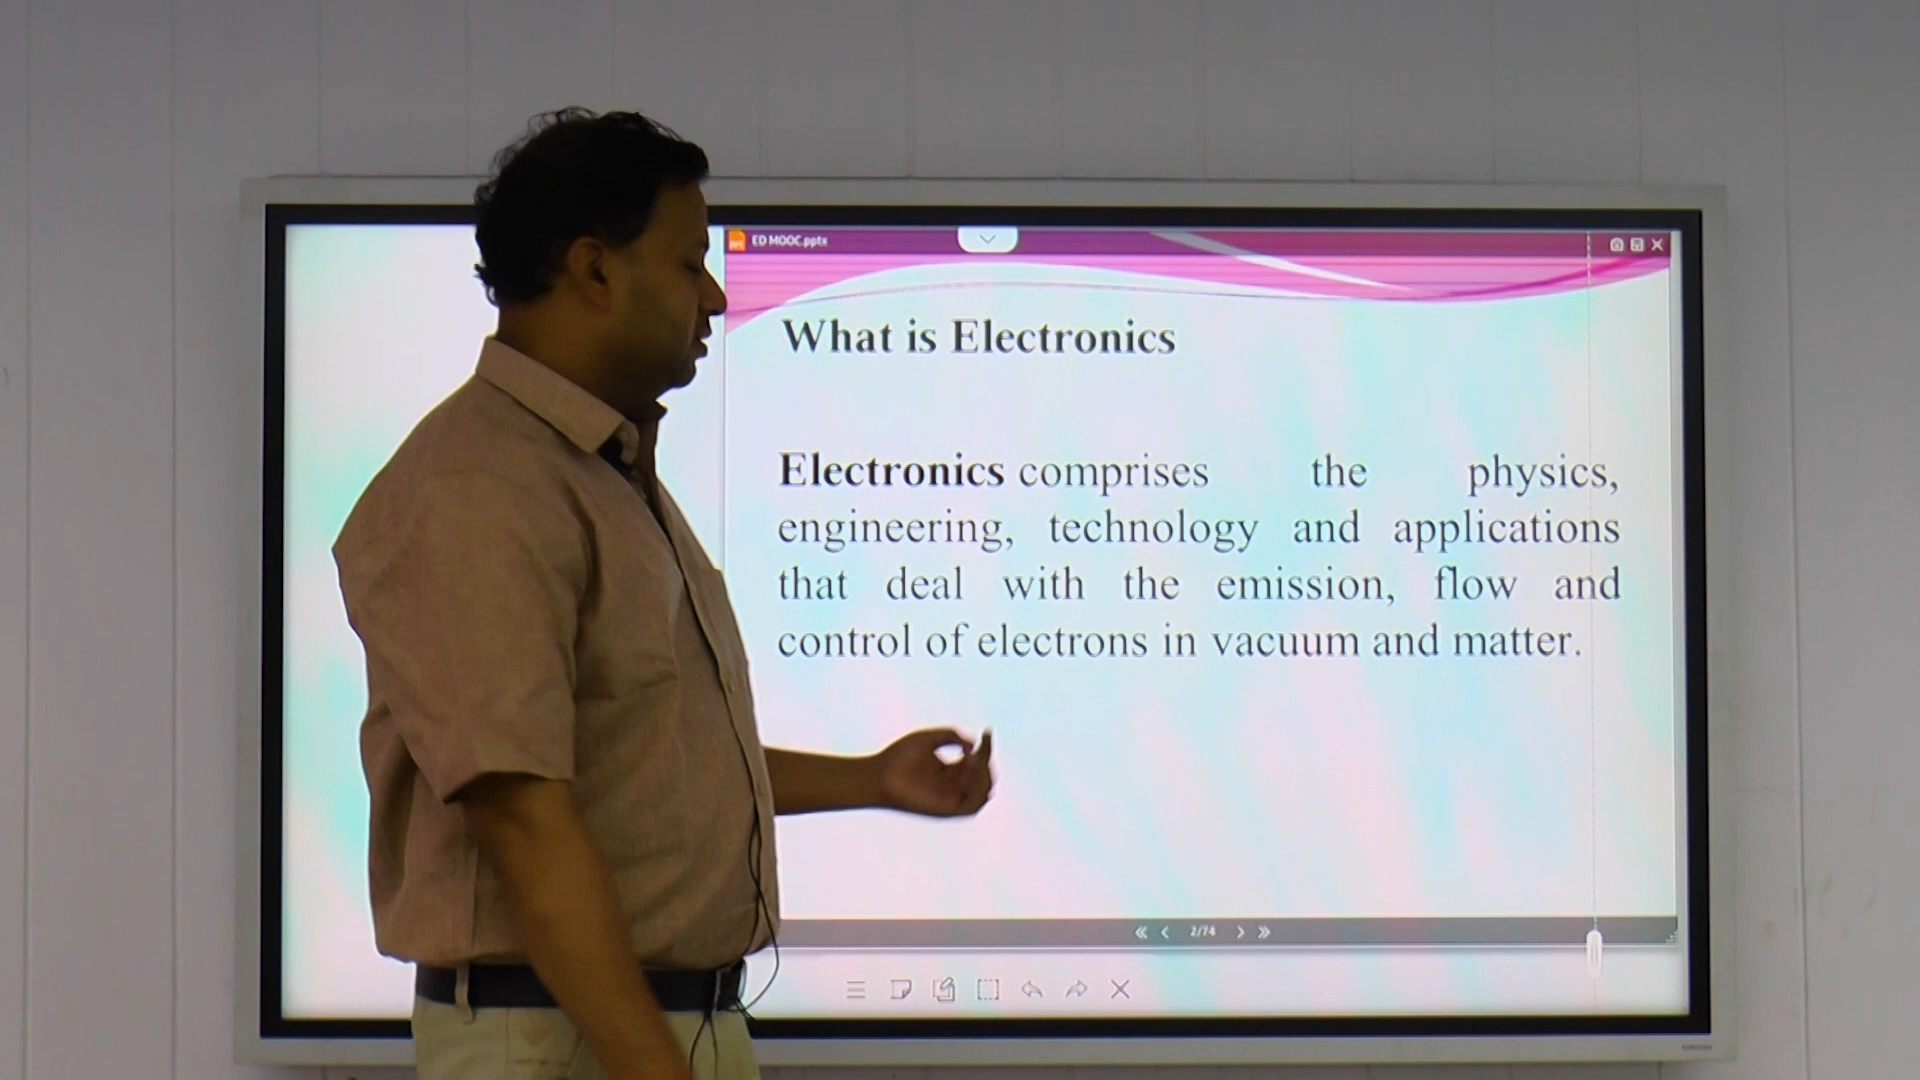 ED MOOC.pptx
What is Electronics
Electronics comprises the physics,
engineering, technology and applications
that deal with the emission, flow and
control of electrons in vacuum and matter.
2/74
SAMSUNG